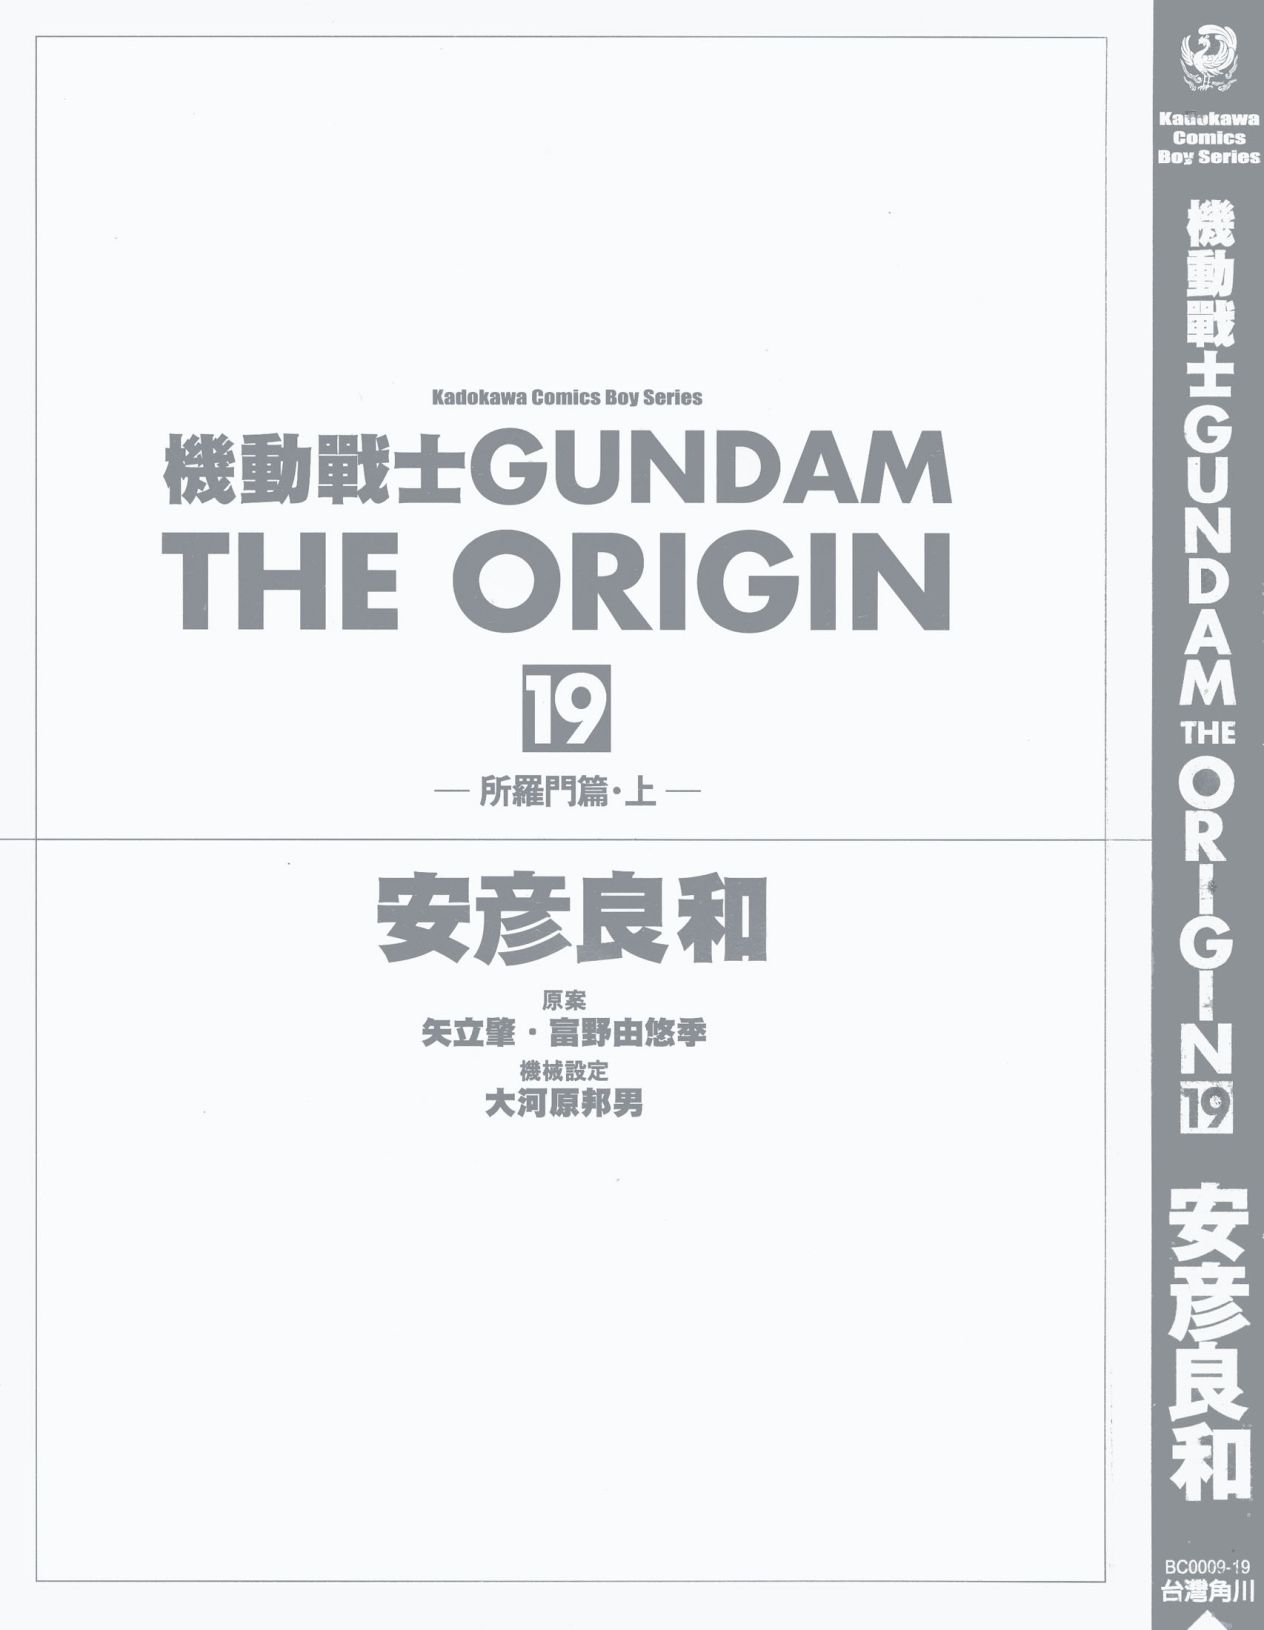 Kadokawa Comics Boy Series
機動戰士GUNDAM
THE ORIGIN
19
— 所羅門篇・上 —
安彦良和
原案
矢立肇・富野由悠季
機械設定
大河原邦男
Kadokawa
Comics
Boy Series
機動戰士GUNDAM THE ORIGIN 19
安彦良和
BC0009-19
台灣角川